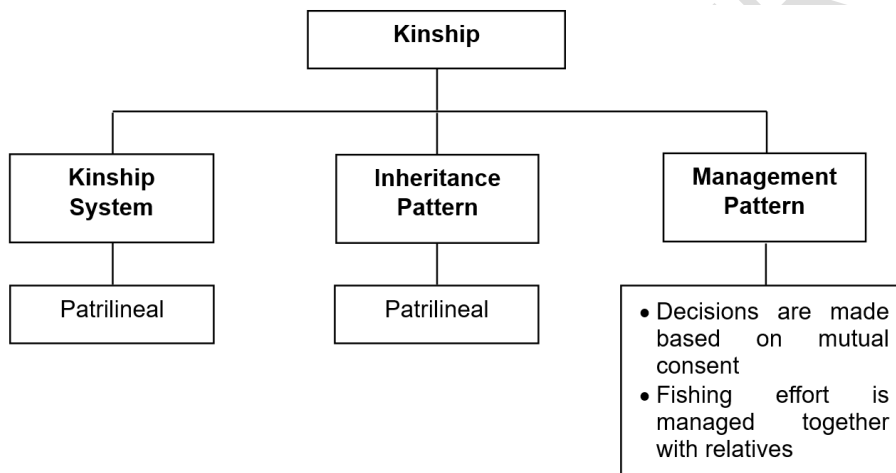 Kinship
Kinship
System
Inheritance
Pattern
Management
Pattern
Patrilineal
Patrilineal
• Decisions are made
based on mutual
consent
• Fishing effort is
managed together
with relatives